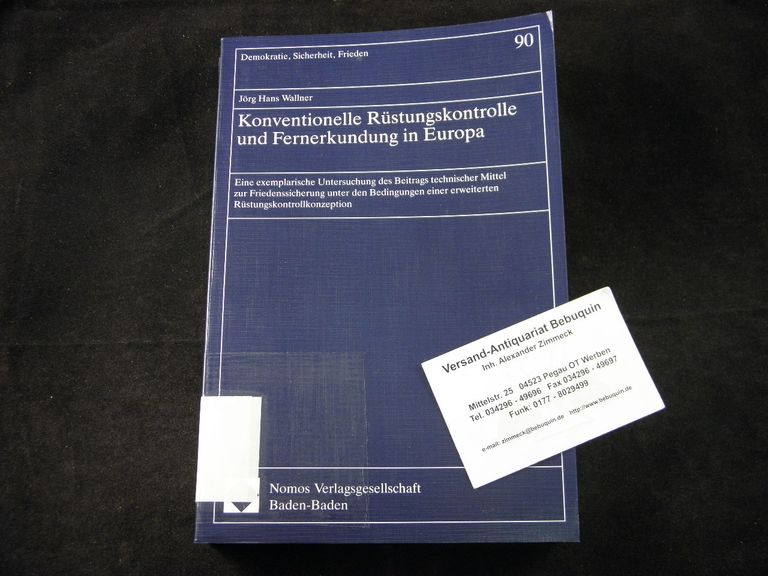 Demokratie, Sicherheit, Frieden
90
Jörg Hans Wallner
Konventionelle Rüstungskontrolle
und Fernerkundung in Europa
Eine exemplarische Untersuchung des Beitrags technischer Mittel
zur Friedenssicherung unter den Bedingungen einer erweiterten
Rüstungskontrollkonzeption
Versand-Antiquariat Bebuquin
Inh. Alexander Zimmeck
Mittelstr. 25 04523 Pegau OT Werben
Tel. 034296 - 49696 Fax 034296 - 49697
Funk: 0177 - 8029499
e-mail: zimmeck@bebuquin.de http://www.bebuquin.de
Nomos Verlagsgesellschaft
Baden-Baden